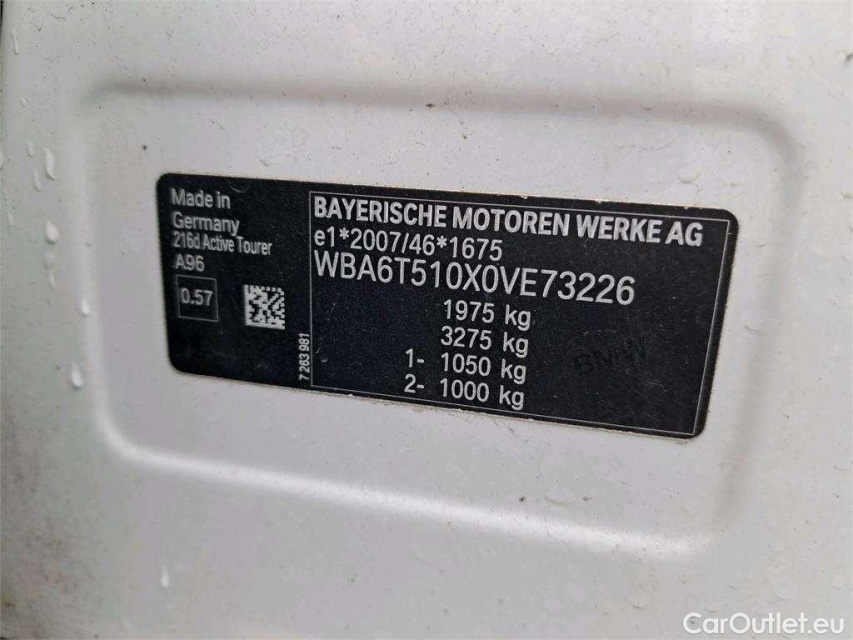 Made in
Germany
216d Active Tourer
A96
0.57
7 263 981
BAYERISCHE MOTOREN WERKE AG
e1*2007/46*1675
WBA6T510X0VE73226
1975 kg
3275 kg
1- 1050 kg
2- 1000 kg
BMW
CarOutlet.eu